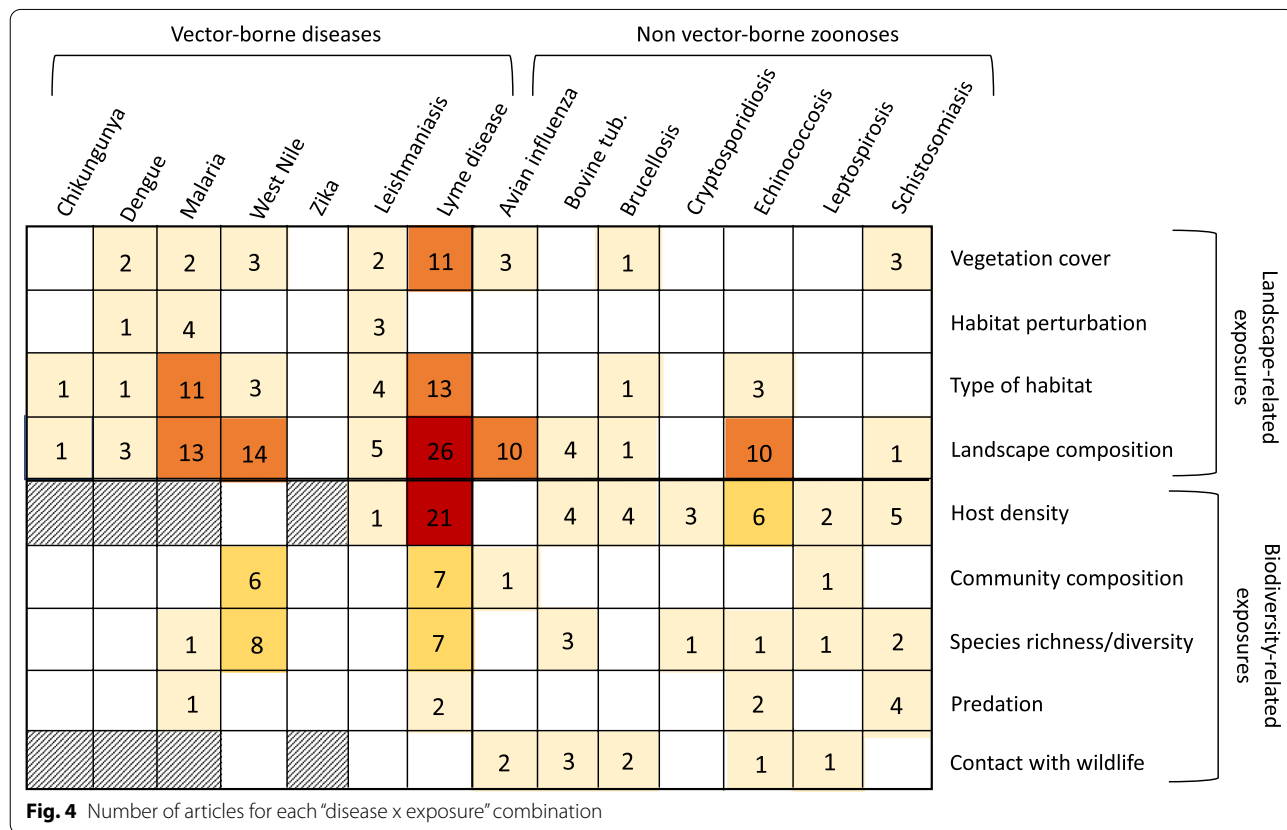 Vector-borne diseases
Non vector-borne zoonoses
Chikungunya
Dengue
Malaria
West Nile
Zika
Leishmaniasis
Lyme disease
Avian influenza
Bovine tub.
Brucellosis
Cryptosporidiosis
Echinococcosis
Leptospirosis
Schistosomiasis
2 2 3 2 11 3 1 3 Vegetation cover
1 4 3 Habitat perturbation
1 1 11 3 4 13 1 3 Type of habitat
1 3 13 14 5 26 10 4 1 10 1 Landscape composition
Landscape-related
exposures
1 21 4 4 3 6 2 5 Host density
6 7 1 1 Community composition
1 8 7 3 1 1 1 2 Species richness/diversity
1 2 2 4 Predation
2 3 2 1 1 Contact with wildlife
Biodiversity-related
exposures
Fig. 4 Number of articles for each “disease x exposure” combination